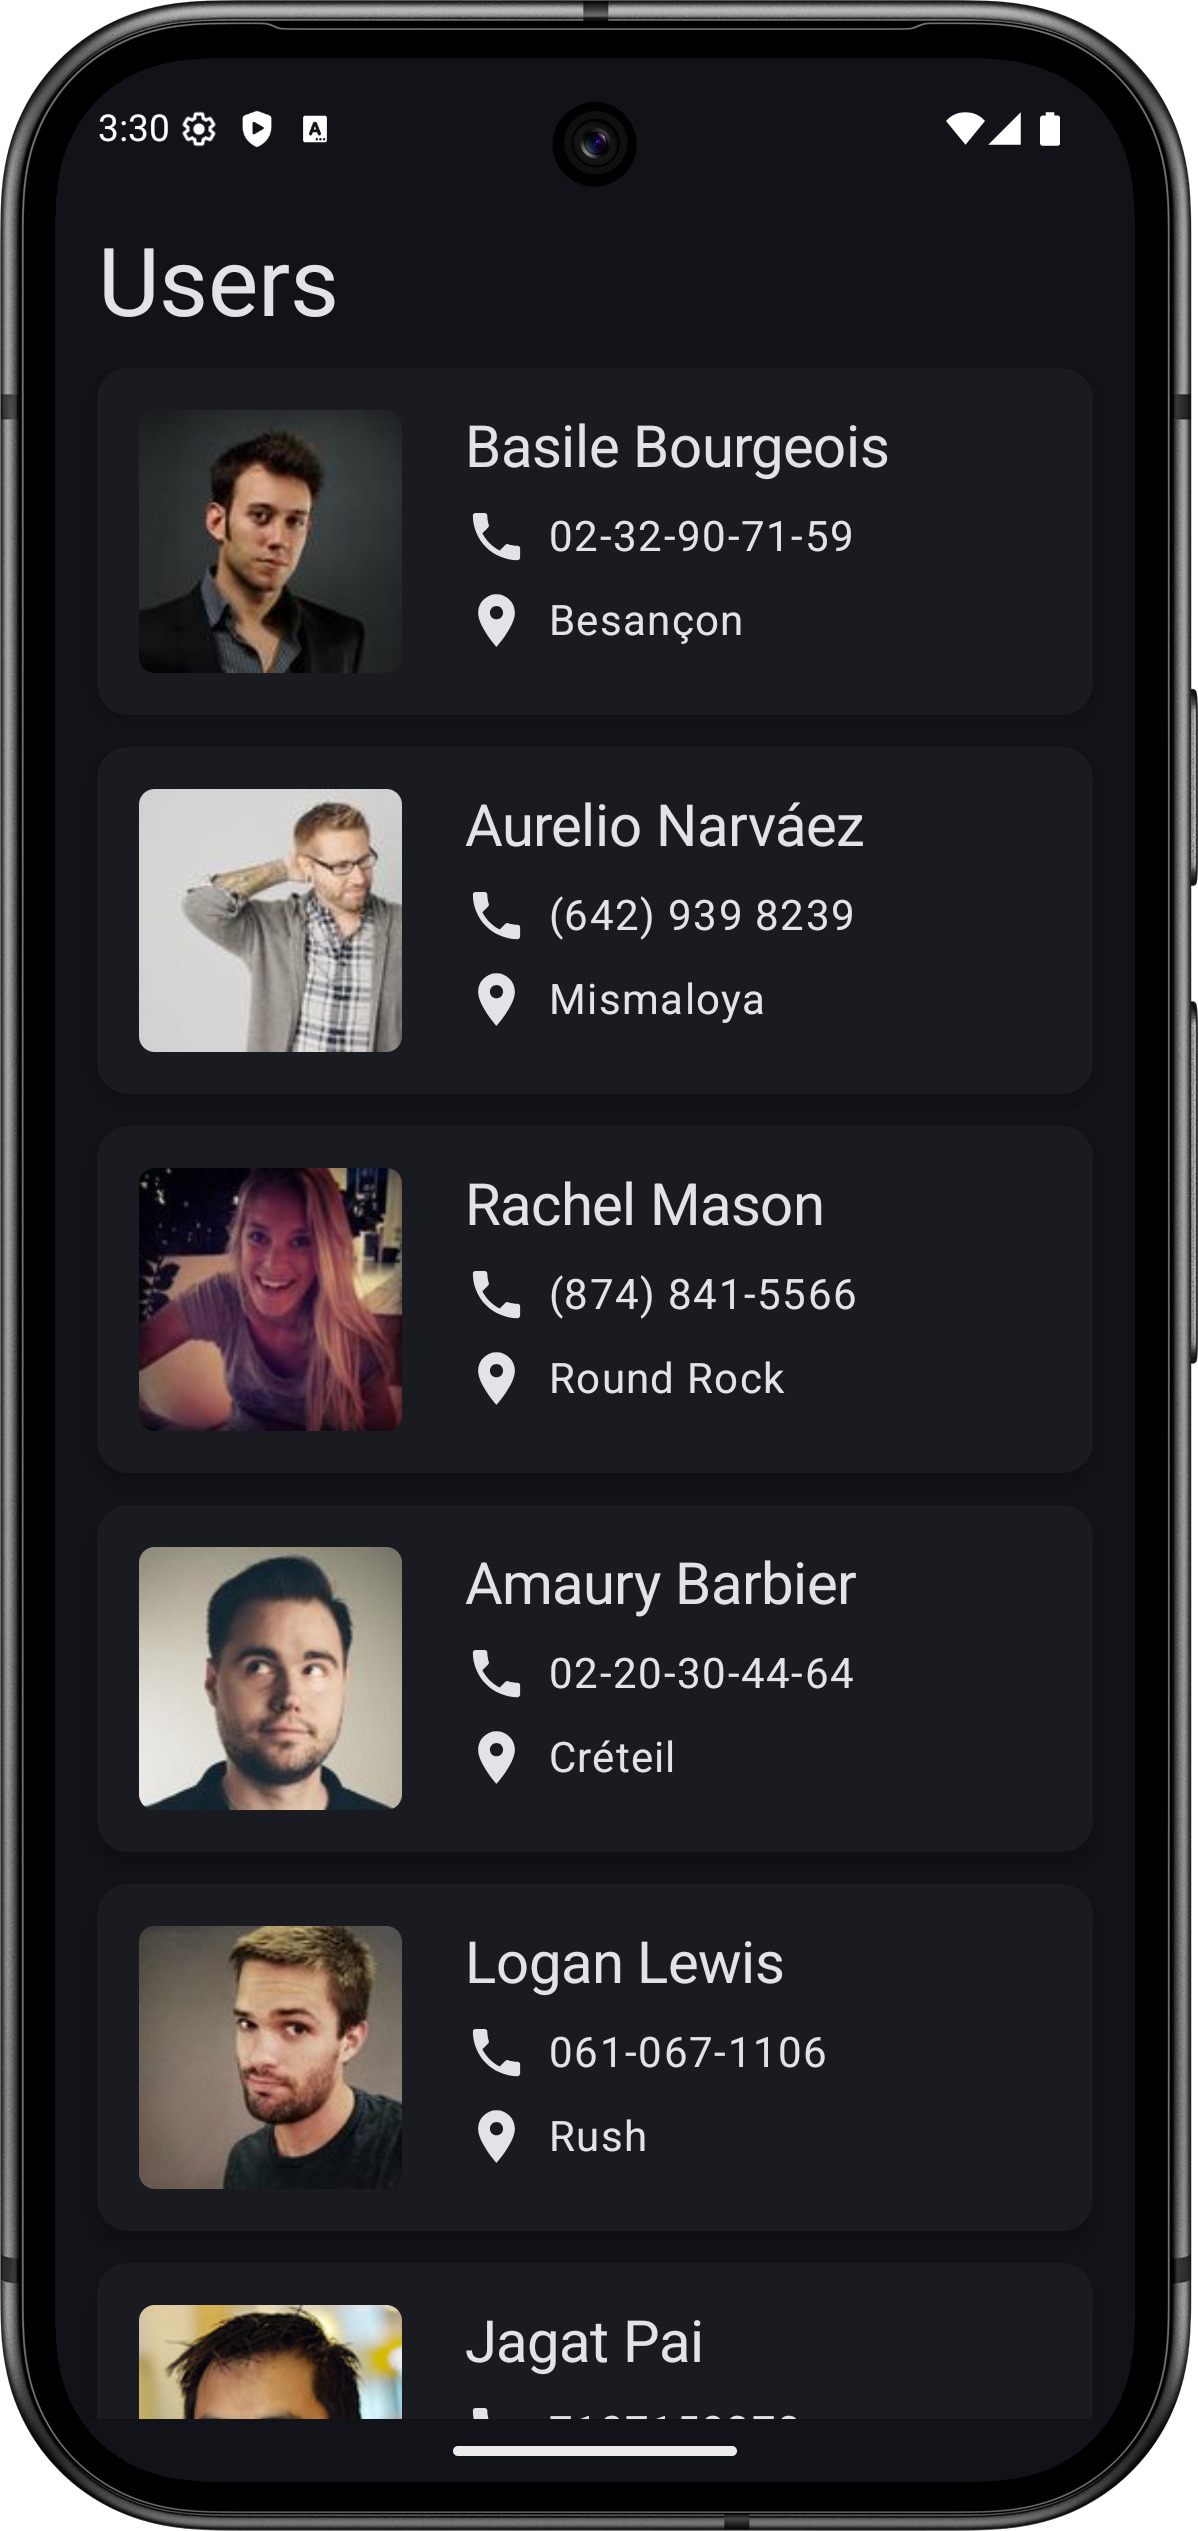 3:30
Users
Basile Bourgeois
02-32-90-71-59
Besançon
Aurelio Narváez
(642) 939 8239
Mismaloya
Rachel Mason
(874) 841-5566
Round Rock
Amaury Barbier
02-20-30-44-64
Créteil
Logan Lewis
061-067-1106
Rush
Jagat Pai